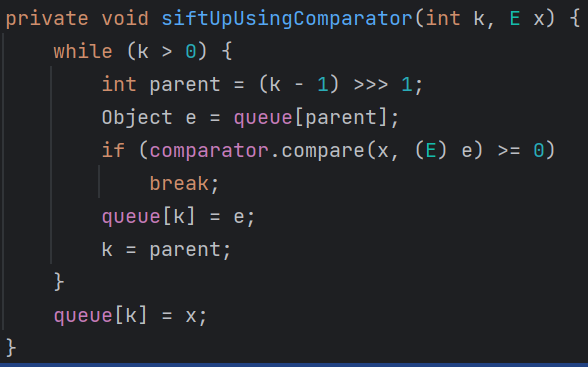 private void siftUpUsingComparator(int k, E x) {
    while (k > 0) {
        int parent = (k - 1) >>> 1;
        Object e = queue[parent];
        if (comparator.compare(x, (E) e) >= 0)
            break;
        queue[k] = e;
        k = parent;
    }
    queue[k] = x;
}